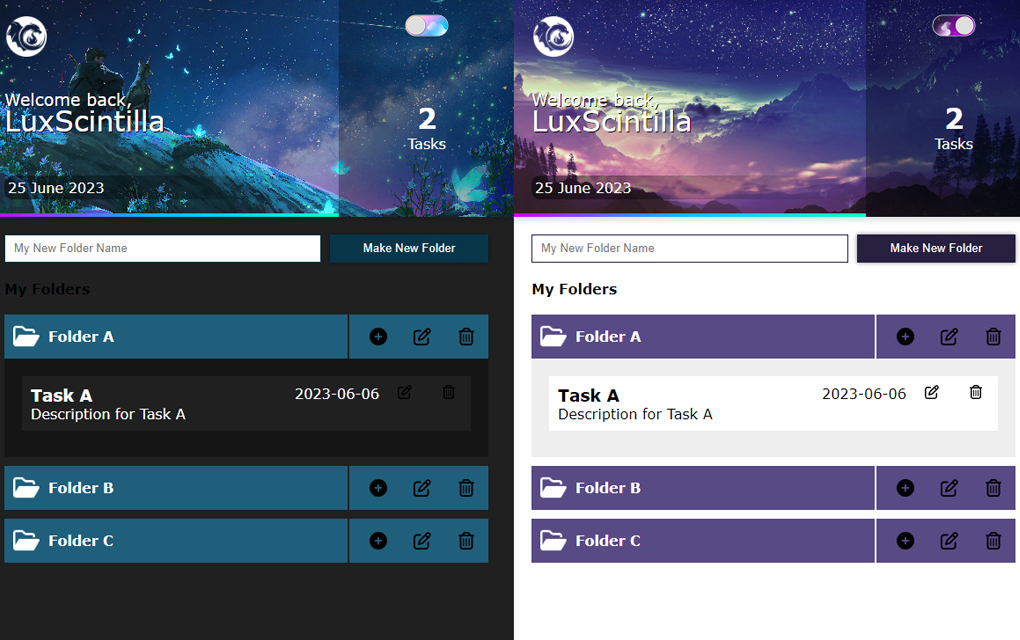 Welcome back,
LuxScintilla
2
Tasks
25 June 2023
My New Folder Name
Make New Folder
My Folders
Folder A
Task A
2023-06-06
Description for Task A
Folder B
Folder C
Welcome back,
LuxScintilla
2
Tasks
25 June 2023
My New Folder Name
Make New Folder
My Folders
Folder A
Task A
2023-06-06
Description for Task A
Folder B
Folder C